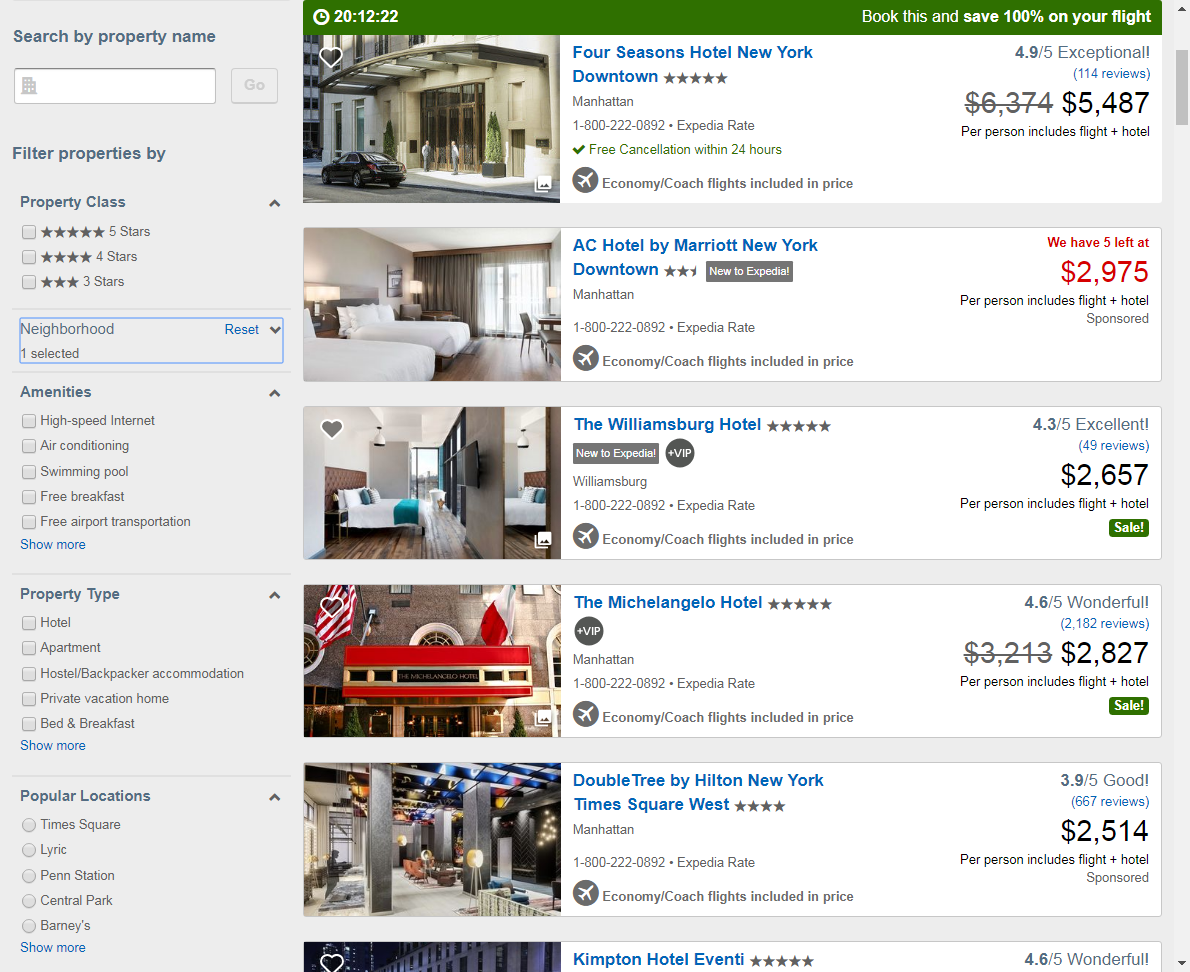 Search by property name
Go
Filter properties by
Property Class
5 Stars
4 Stars
3 Stars
Neighborhood Reset
1 selected
Amenities
High-speed Internet
Air conditioning
Swimming pool
Free breakfast
Free airport transportation
Show more
Property Type
Hotel
Apartment
Hostel/Backpacker accommodation
Private vacation home
Bed & Breakfast
Show more
Popular Locations
Times Square
Lyric
Penn Station
Central Park
Barney's
Show more
20:12:22 Book this and save 100% on your flight
Four Seasons Hotel New York
Downtown
Manhattan
1-800-222-0892 • Expedia Rate
Free Cancellation within 24 hours
Economy/Coach flights included in price
4.9/5 Exceptional!
(114 reviews)
$6,374 $5,487
Per person includes flight + hotel
AC Hotel by Marriott New York
Downtown New to Expedia!
Manhattan
1-800-222-0892 • Expedia Rate
Economy/Coach flights included in price
We have 5 left at
$2,975
Per person includes flight + hotel
Sponsored
The Williamsburg Hotel
New to Expedia! +VIP
Williamsburg
1-800-222-0892 • Expedia Rate
Economy/Coach flights included in price
4.3/5 Excellent!
(49 reviews)
$2,657
Per person includes flight + hotel
Sale!
THE MICHELANGELO HOTEL
The Michelangelo Hotel
+VIP
Manhattan
1-800-222-0892 • Expedia Rate
Economy/Coach flights included in price
4.6/5 Wonderful!
(2,182 reviews)
$3,213 $2,827
Per person includes flight + hotel
Sale!
DoubleTree by Hilton New York
Times Square West
Manhattan
1-800-222-0892 • Expedia Rate
Economy/Coach flights included in price
3.9/5 Good!
(667 reviews)
$2,514
Per person includes flight + hotel
Sponsored
Kimpton Hotel Eventi
4.6/5 Wonderful!